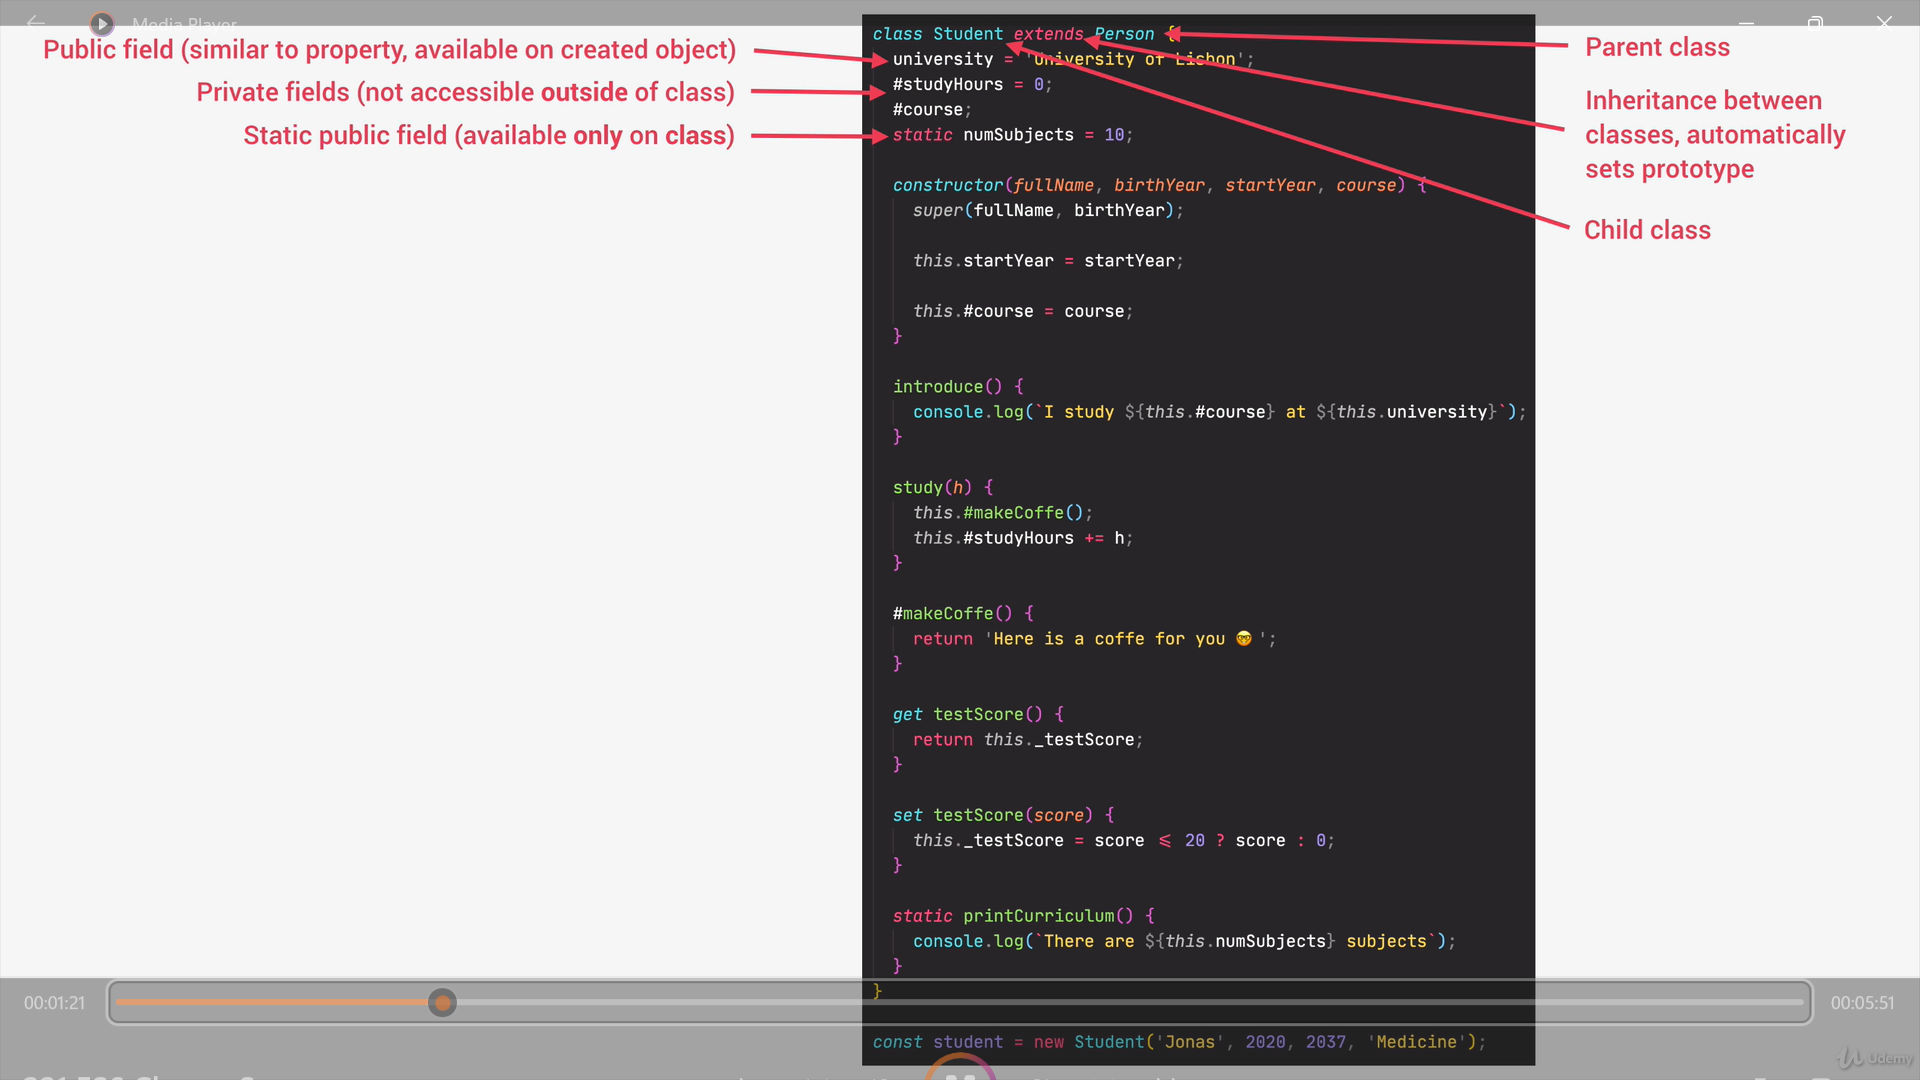 Media Player
Public field (similar to property, available on created object)
Private fields (not accessible outside of class)
Static public field (available only on class)
class Student extends Person {
university = 'University of Lisbon';
#studyHours = 0;
#course;
static numSubjects = 10;
constructor(fullName, birthYear, startYear, course) {
super(fullName, birthYear);
this.startYear = startYear;
this.#course = course;
}
introduce() {
console.log(`I study ${this.#course} at ${this.university}`);
}
study(h) {
this.#makeCoffe();
this.#studyHours += h;
}
#makeCoffe() {
return 'Here is a coffe for you 🤓 ';
}
get testScore() {
return this._testScore;
}
set testScore(score) {
this._testScore = score ≤ 20 ? score : 0;
}
static printCurriculum() {
console.log(`There are ${this.numSubjects} subjects`);
}
}
const student = new Student('Jonas', 2020, 2037, 'Medicine');
Parent class
Inheritance between
classes, automatically
sets prototype
Child class
00:01:21
00:05:51
Udemy